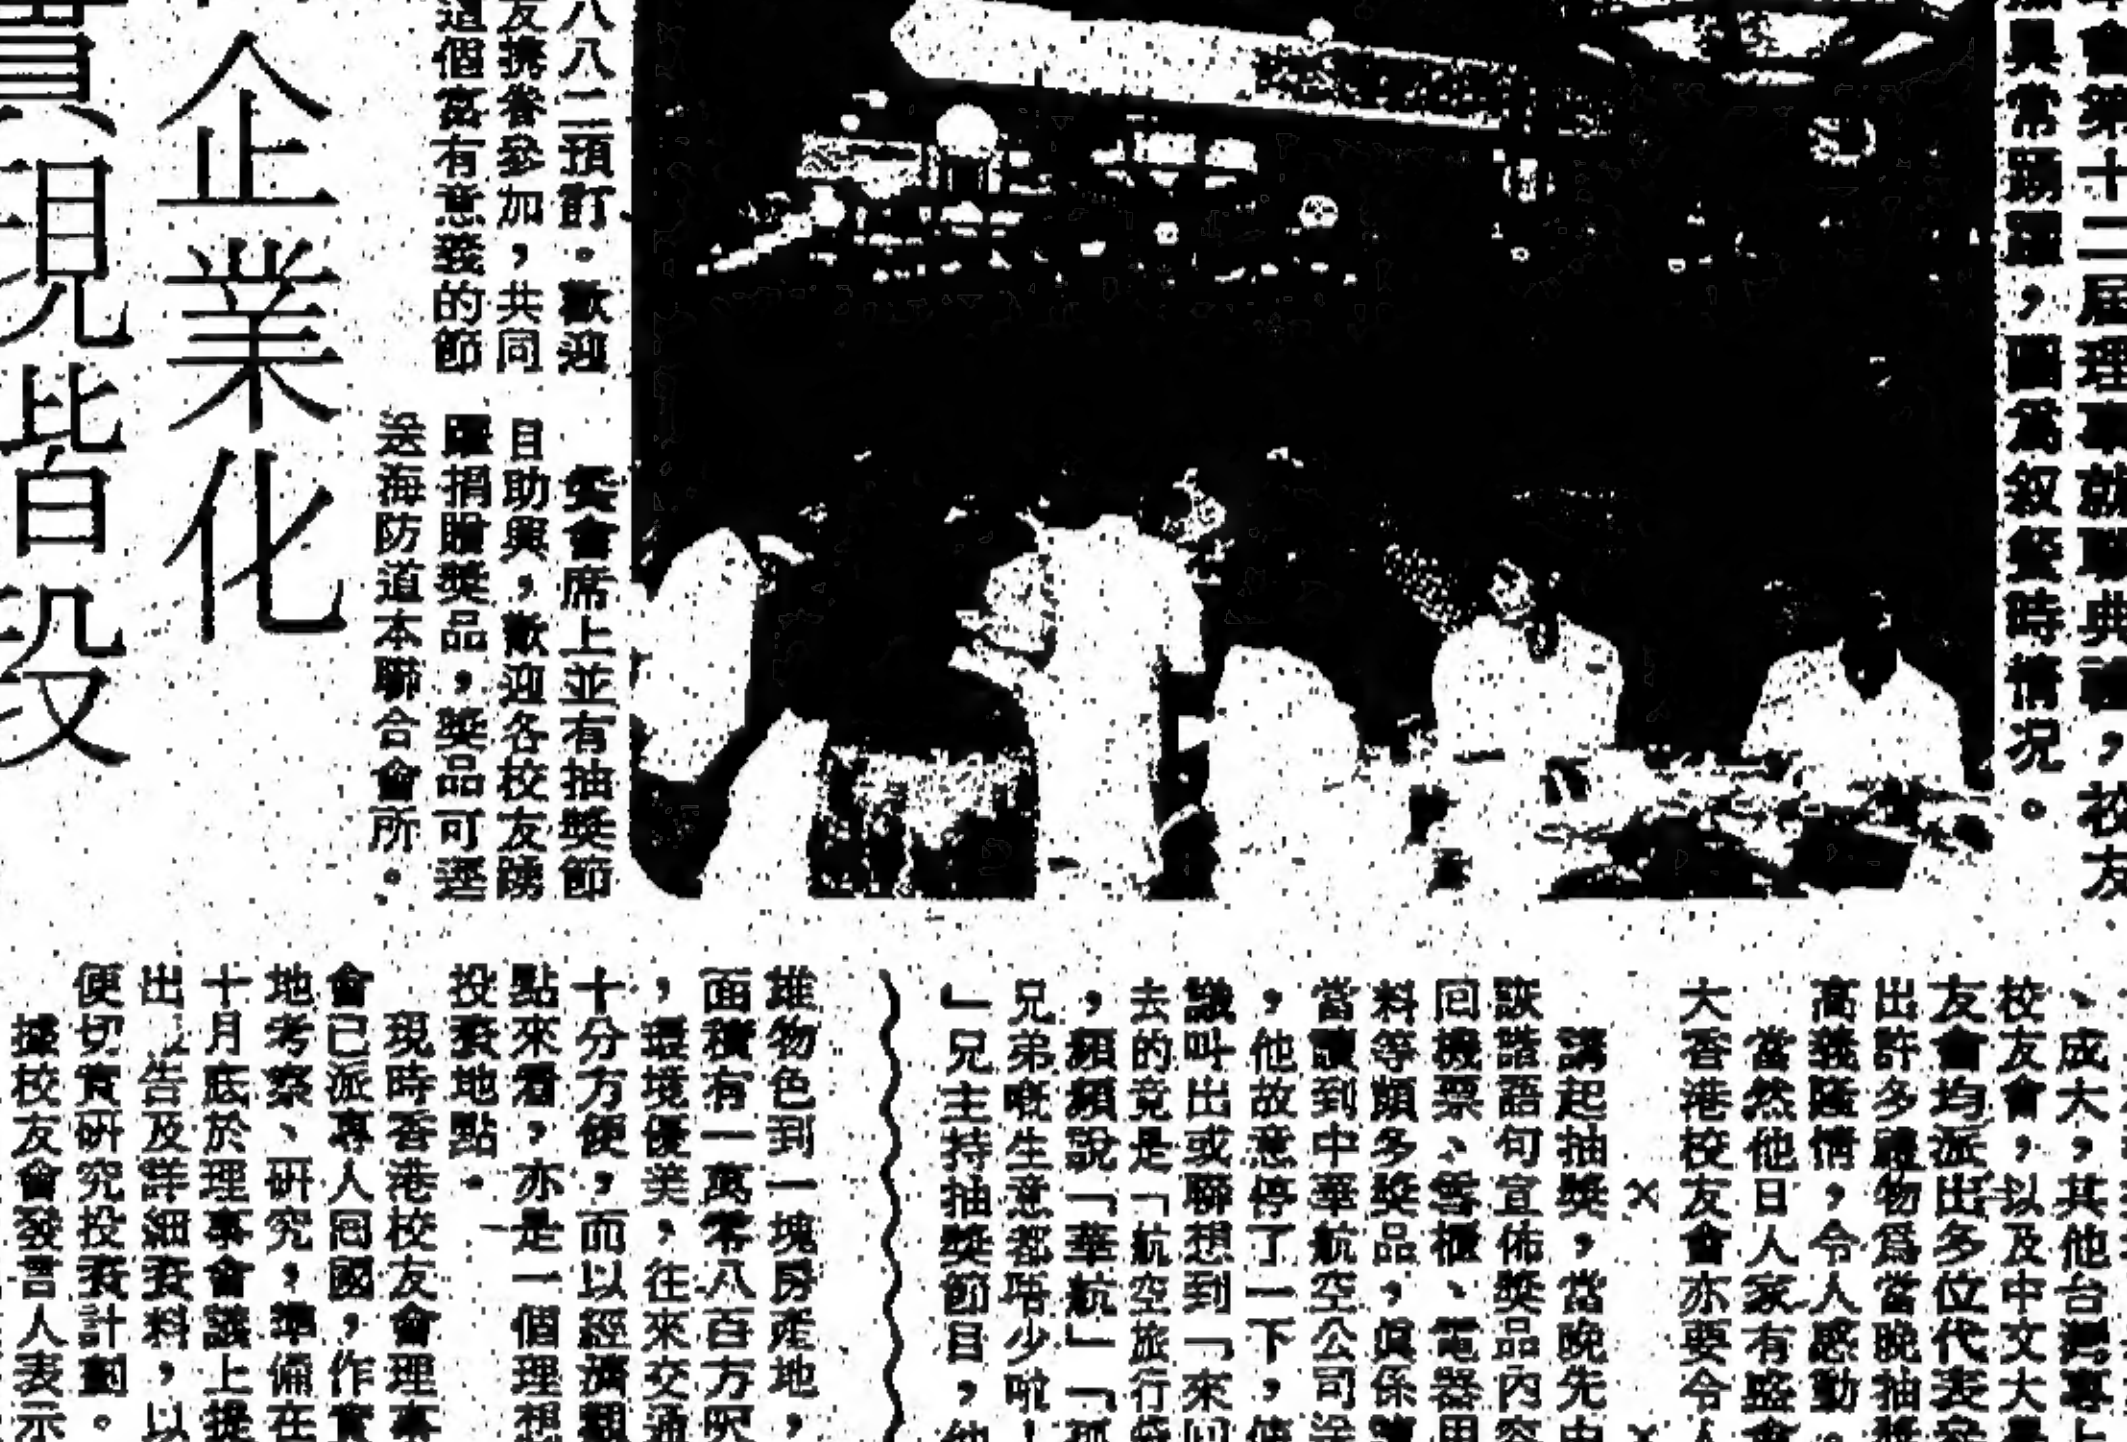 會第十二屆理事就職典禮，校友
異常踴躍，圖爲叙餐時情况。
八八二預訂。歡迎
友携眷參加，共同
這個富有意義的節
宴會席上並有抽獎節
目助興，歡迎各校友踴
躍捐贈獎品，獎品可逕
送海防道本聯合會所。
企業化
實現皆投
、成大，其他台灣專上
校友會，以及中文大學
友會均派出多位代表
出許多禮物爲當晚抽獎
高義隆情，令人感動。
當然他日人家有盛會
大香港校友會亦要令人
×
講起抽獎，當晚先由
詼諧語句宣佈獎品內容
回機票、雪櫃、電器用
料等頗多獎品，
當讀到中華航空公司
，他故意停了一下，
議叫出或聯想到「來回
去的竟是「航空旅行袋
，頻頻說「華航」「孤
兄弟嘅生意都唔少啦！
」兄主持抽獎節目，
堆物色到一塊房產地，
面積有一萬零八百方呎
，環境優美，往來交通
十分方便，而以經濟觀
點來看，亦是一個理想
投資地點。
現時香港校友會理事
會已派專人回國，作實
地考察、研究，準備在
十月底於理事會議上提
出報告及詳細資料，以
便切實研究投資計劃。
據校友會發言人表示